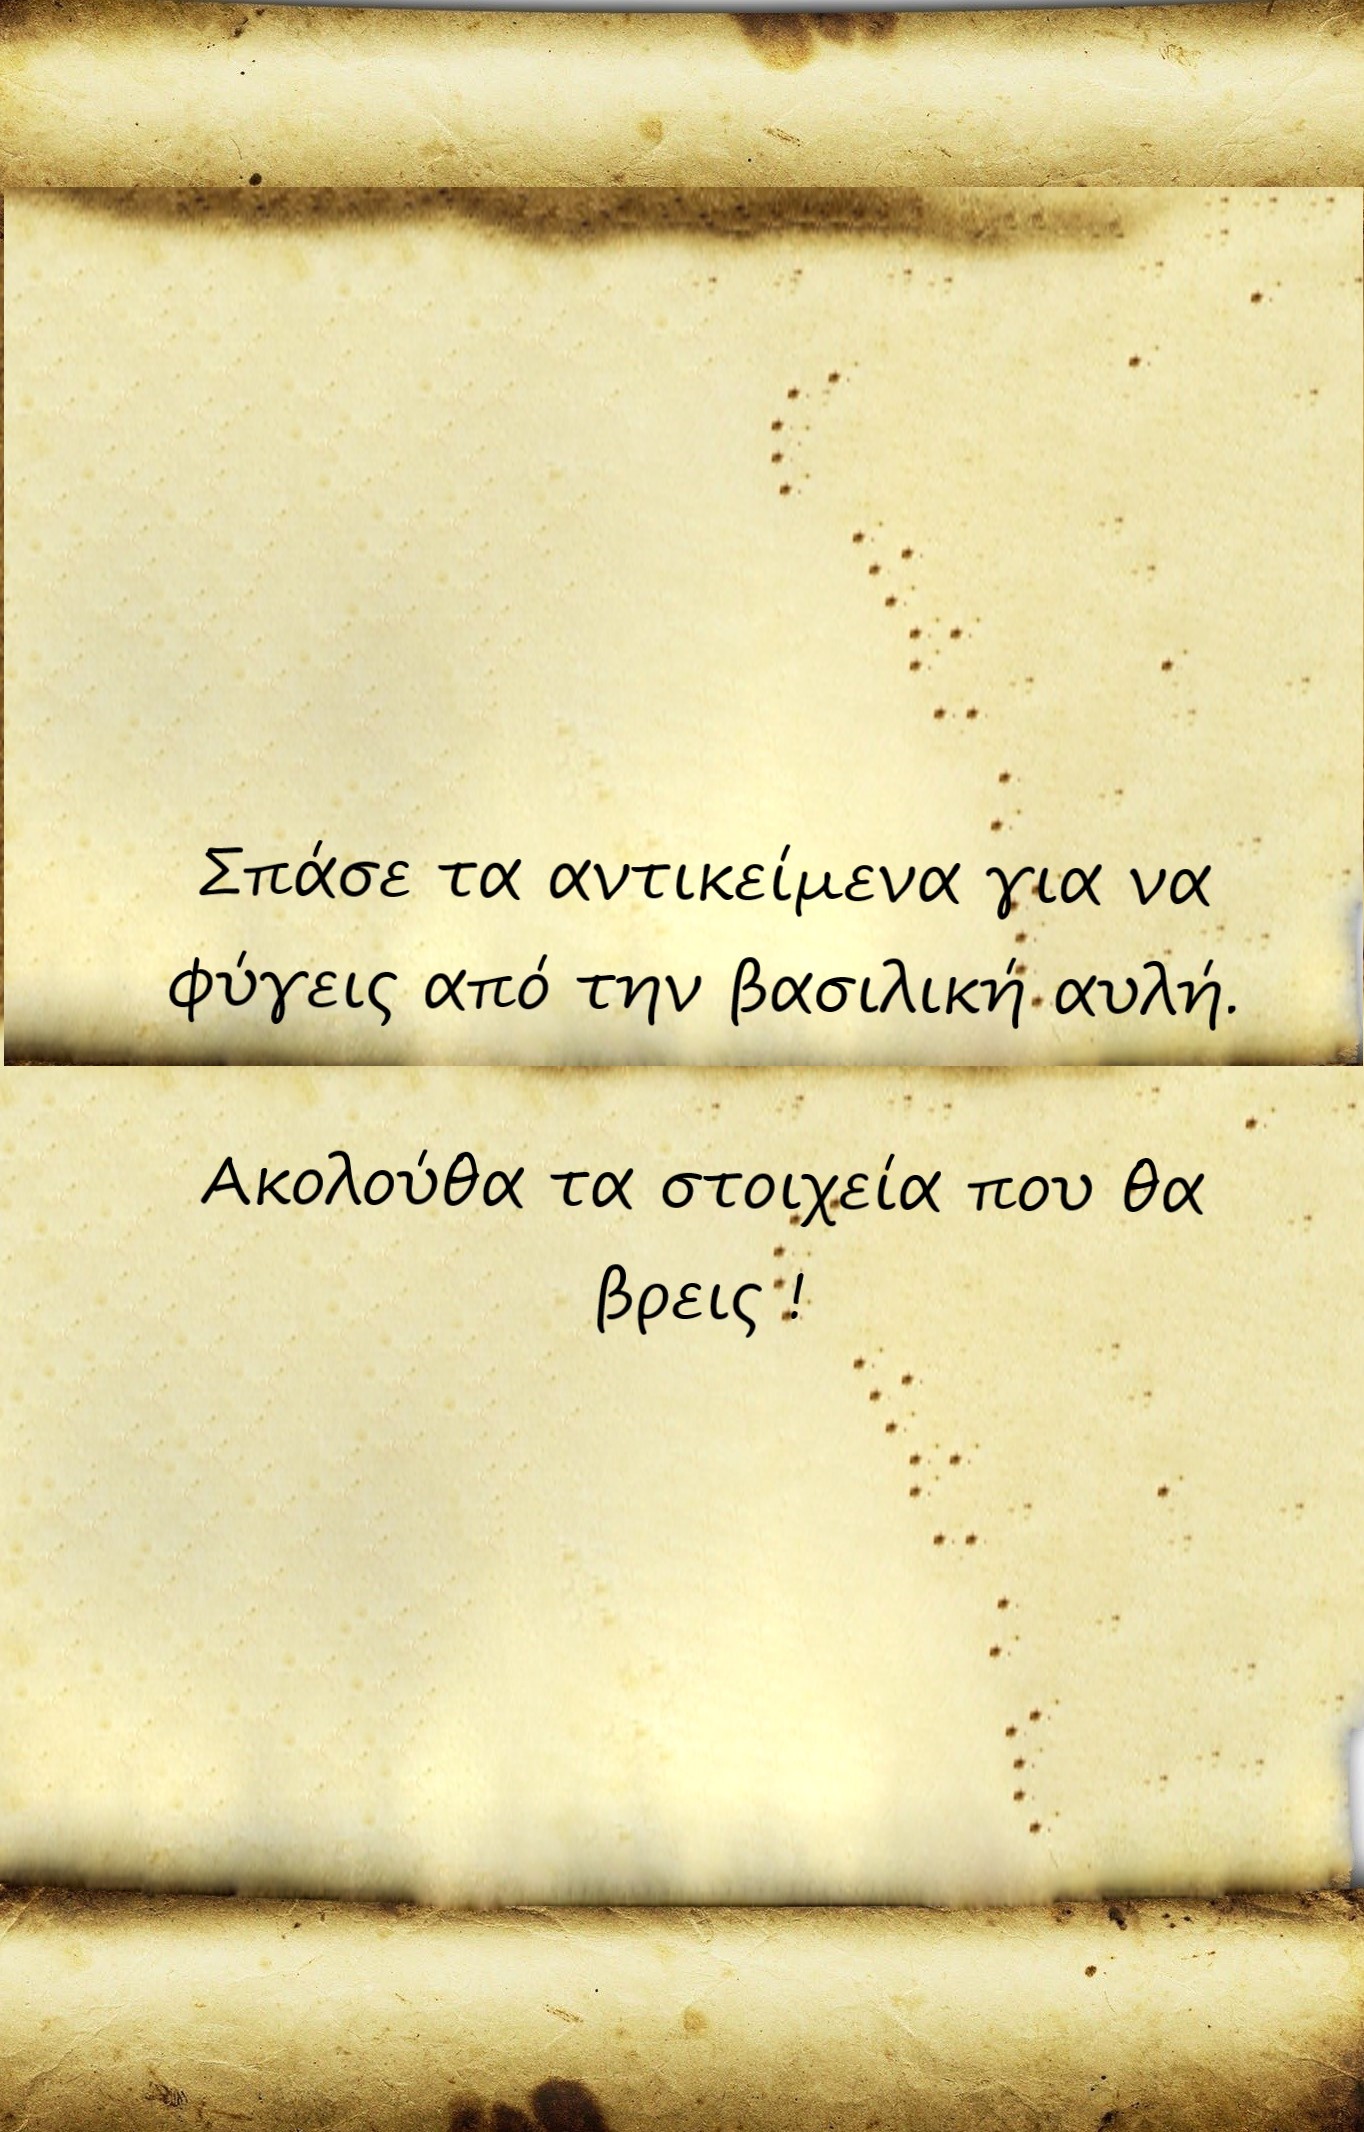 Σπάσε τα αντικείμενα για να
φύγεις από την βασιλική αυλή.
Ακολούθα τα στοιχεία που θα
βρεις !